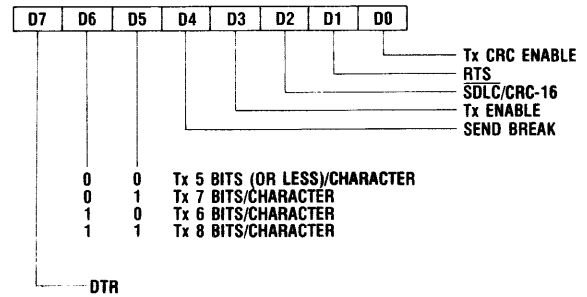 D7 D6 D5 D4 D3 D2 D1 D0
Tx CRC ENABLE
RTS
SDLC/CRC-16
Tx ENABLE
SEND BREAK
0 0 Tx 5 BITS (OR LESS)/CHARACTER
0 1 Tx 7 BITS/CHARACTER
1 0 Tx 6 BITS/CHARACTER
1 1 Tx 8 BITS/CHARACTER
DTR